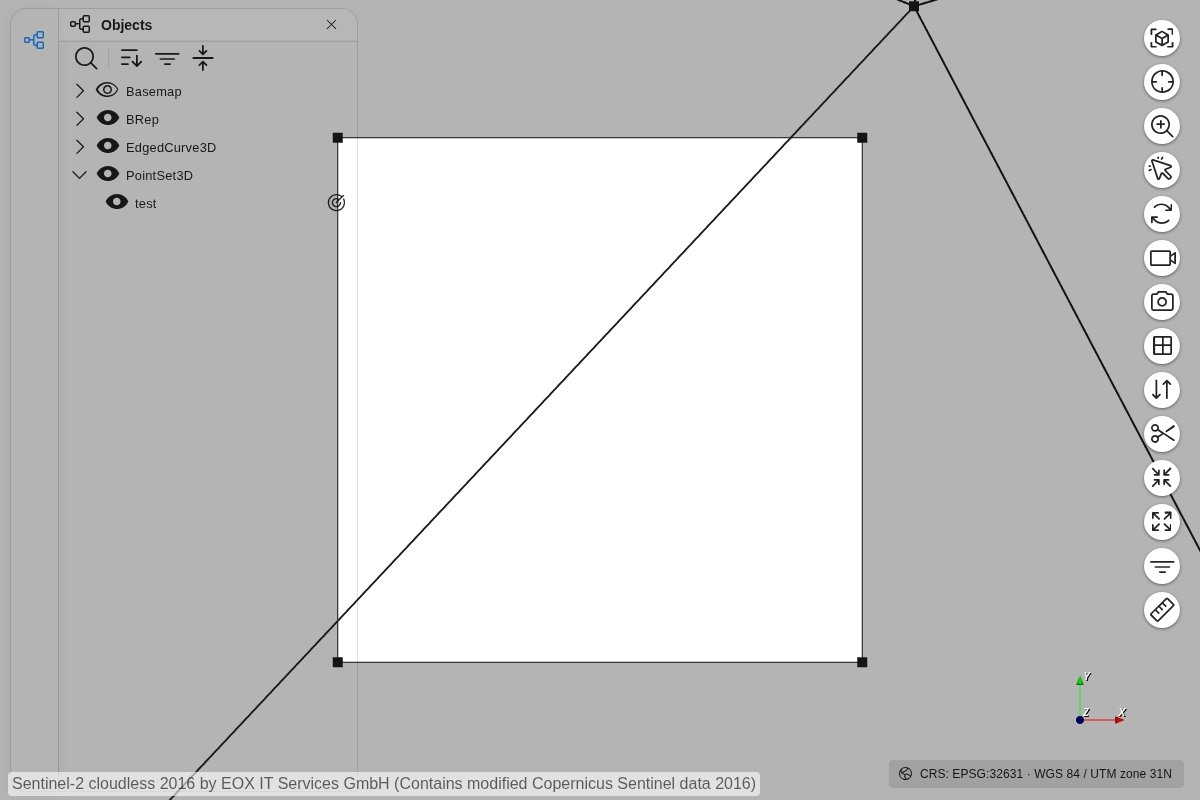 Objects
Basemap
BRep
EdgedCurve3D
PointSet3D
test
Y
Z
X
Sentinel-2 cloudless 2016 by EOX IT Services GmbH (Contains modified Copernicus Sentinel data 2016)
CRS: EPSG:32631 · WGS 84 / UTM zone 31N